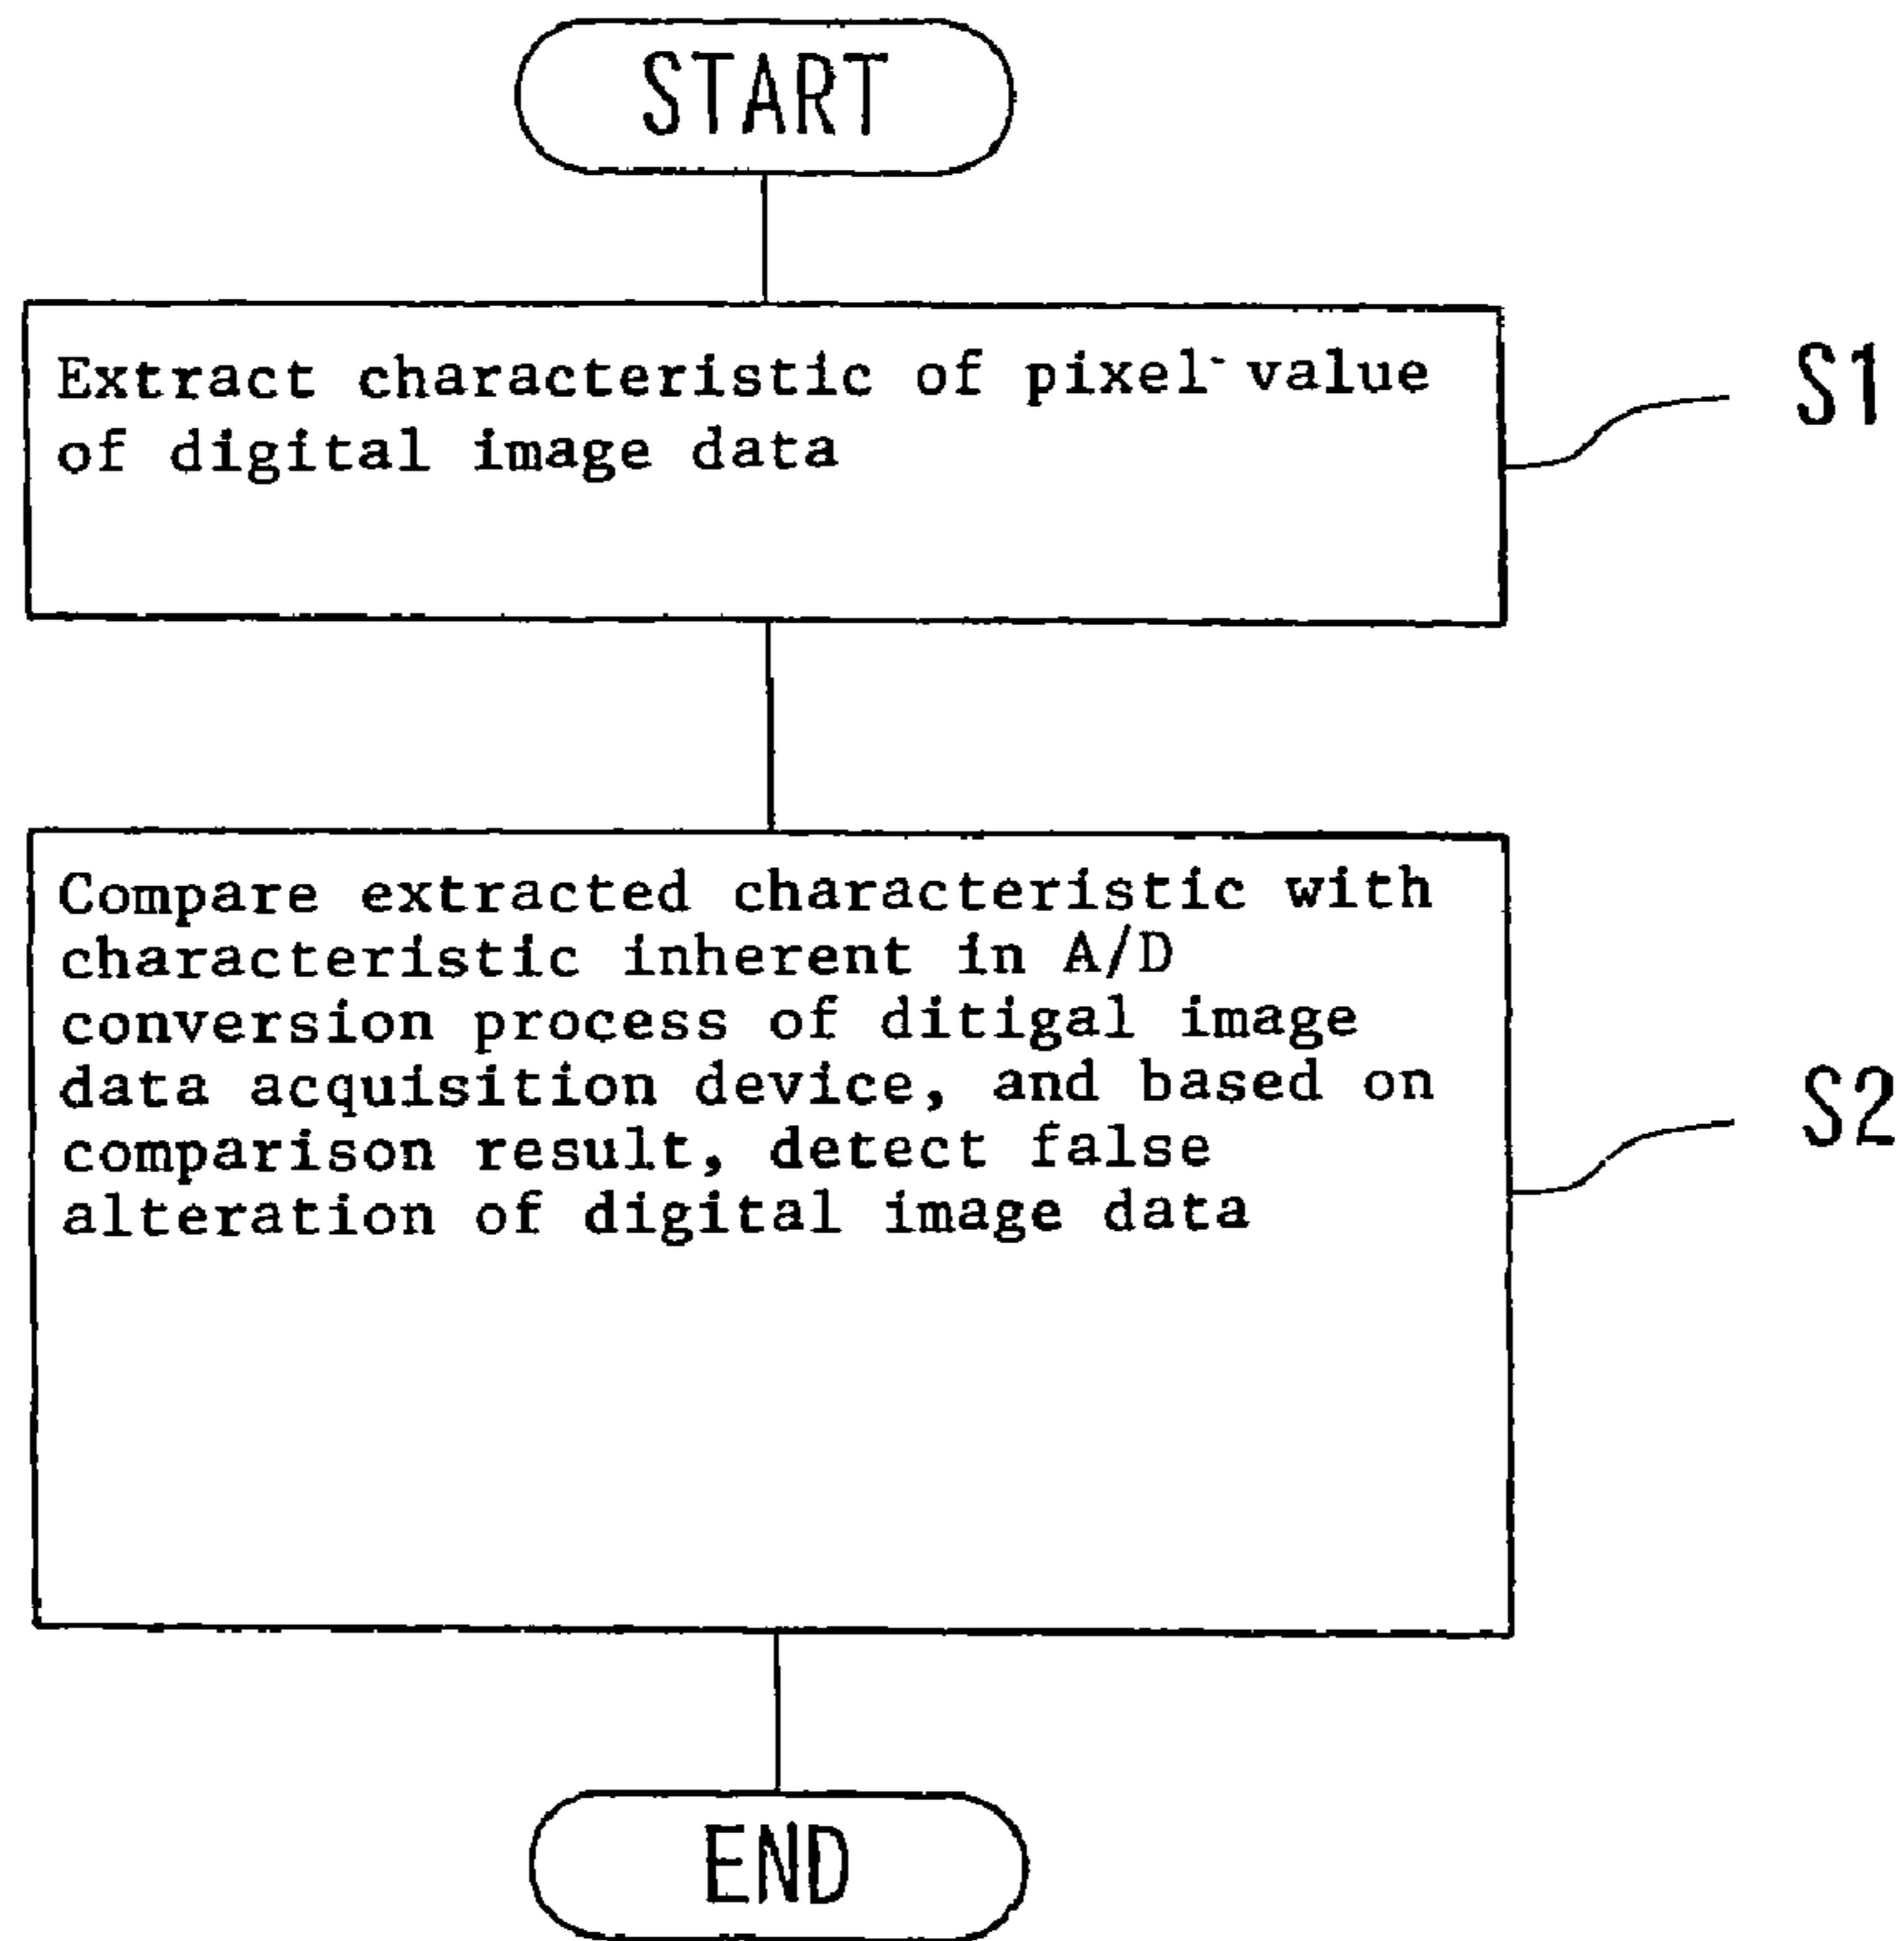 START
Extract characteristic of pixel value
of digital image data
S1
Compare extracted characteristic with
characteristic inherent in A/D
conversion process of ditigal image
data acquisition device, and based on
comparison result, detect false
alteration of digital image data
S2
END